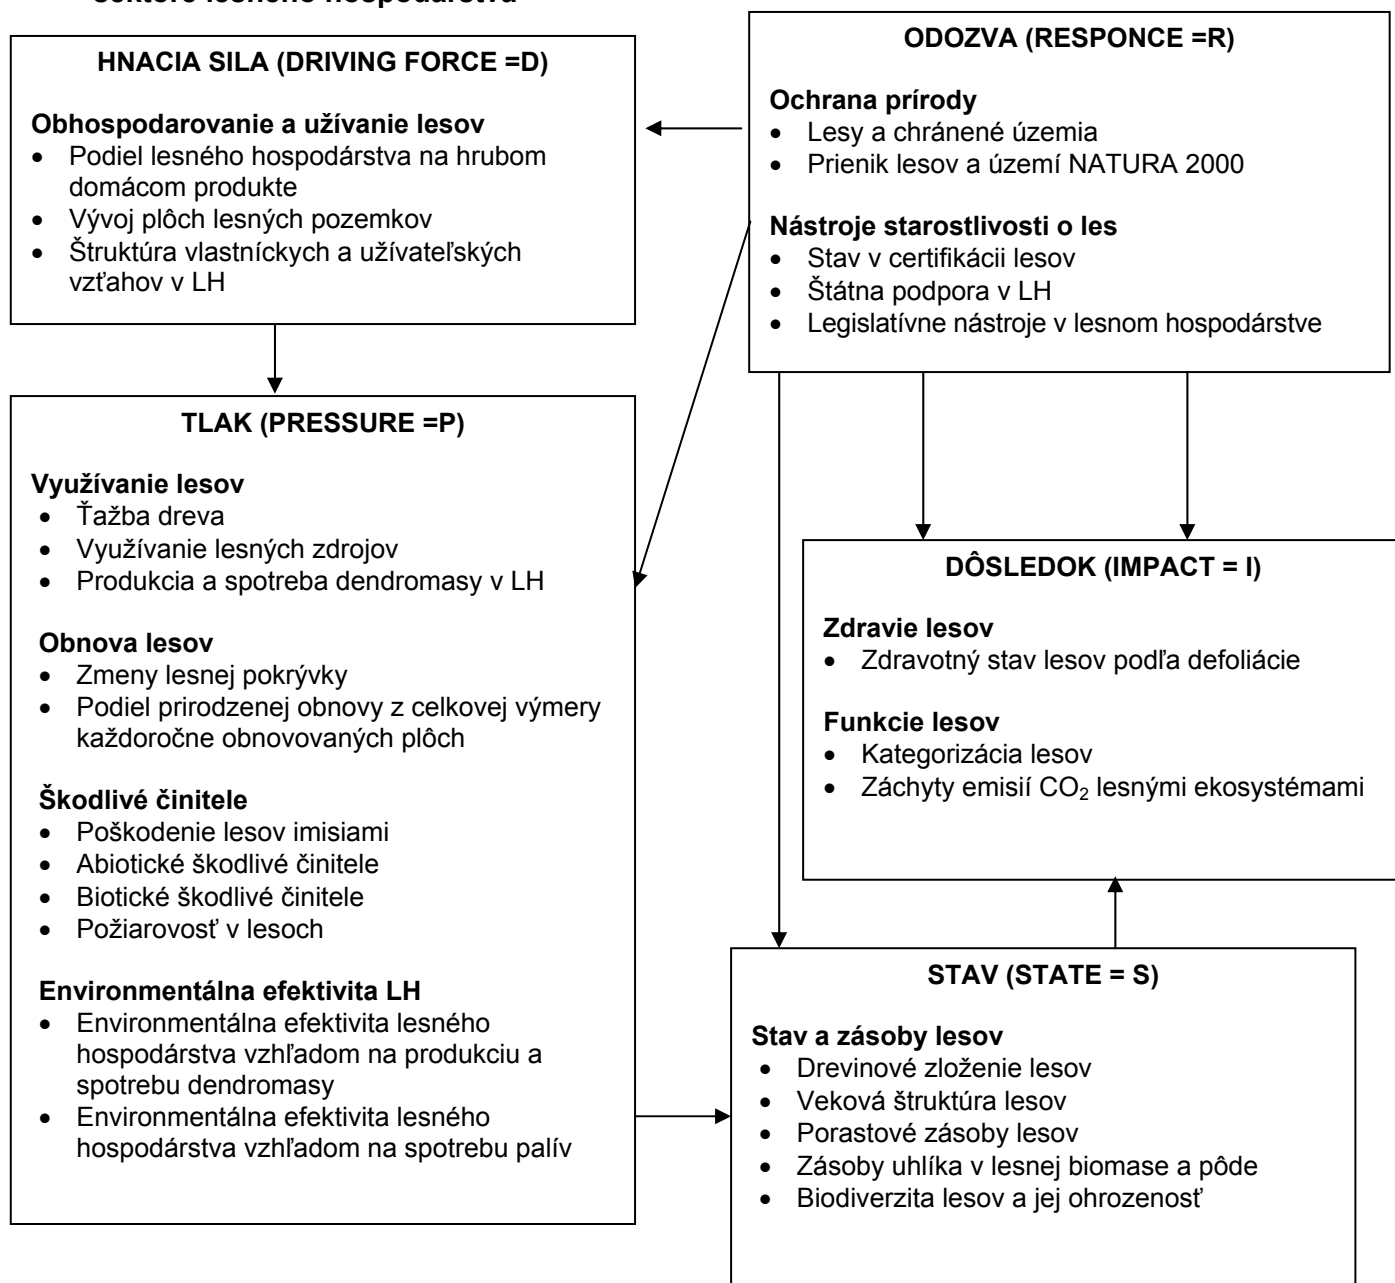 sektore lesného hospodárstva
HNACIA SILA (DRIVING FORCE =D)
Obhospodarovanie a užívanie lesov
• Podiel lesného hospodárstva na hrubom
domácom produkte
• Vývoj plôch lesných pozemkov
• Štruktúra vlastníckych a užívateľských
vzťahov v LH
ODOZVA (RESPONCE =R)
Ochrana prírody
• Lesy a chránené územia
• Prienik lesov a území NATURA 2000
Nástroje starostlivosti o les
• Stav v certifikácii lesov
• Štátna podpora v LH
• Legislatívne nástroje v lesnom hospodárstve
TLAK (PRESSURE =P)
Využívanie lesov
• Ťažba dreva
• Využívanie lesných zdrojov
• Produkcia a spotreba dendromasy v LH
Obnova lesov
• Zmeny lesnej pokrývky
• Podiel prirodzenej obnovy z celkovej výmery
každoročne obnovovaných plôch
Škodlivé činitele
• Poškodenie lesov imisiami
• Abiotické škodlivé činitele
• Biotické škodlivé činitele
• Požiarovosť v lesoch
Environmentálna efektivita LH
• Environmentálna efektivita lesného
hospodárstva vzhľadom na produkciu a
spotrebu dendromasy
• Environmentálna efektivita lesného
hospodárstva vzhľadom na spotrebu palív
DÔSLEDOK (IMPACT = I)
Zdravie lesov
• Zdravotný stav lesov podľa defoliácie
Funkcie lesov
• Kategorizácia lesov
• Záchyty emisií CO₂ lesnými ekosystémami
STAV (STATE = S)
Stav a zásoby lesov
• Drevinové zloženie lesov
• Veková štruktúra lesov
• Porastové zásoby lesov
• Zásoby uhlíka v lesnej biomase a pôde
• Biodiverzita lesov a jej ohrozenosť